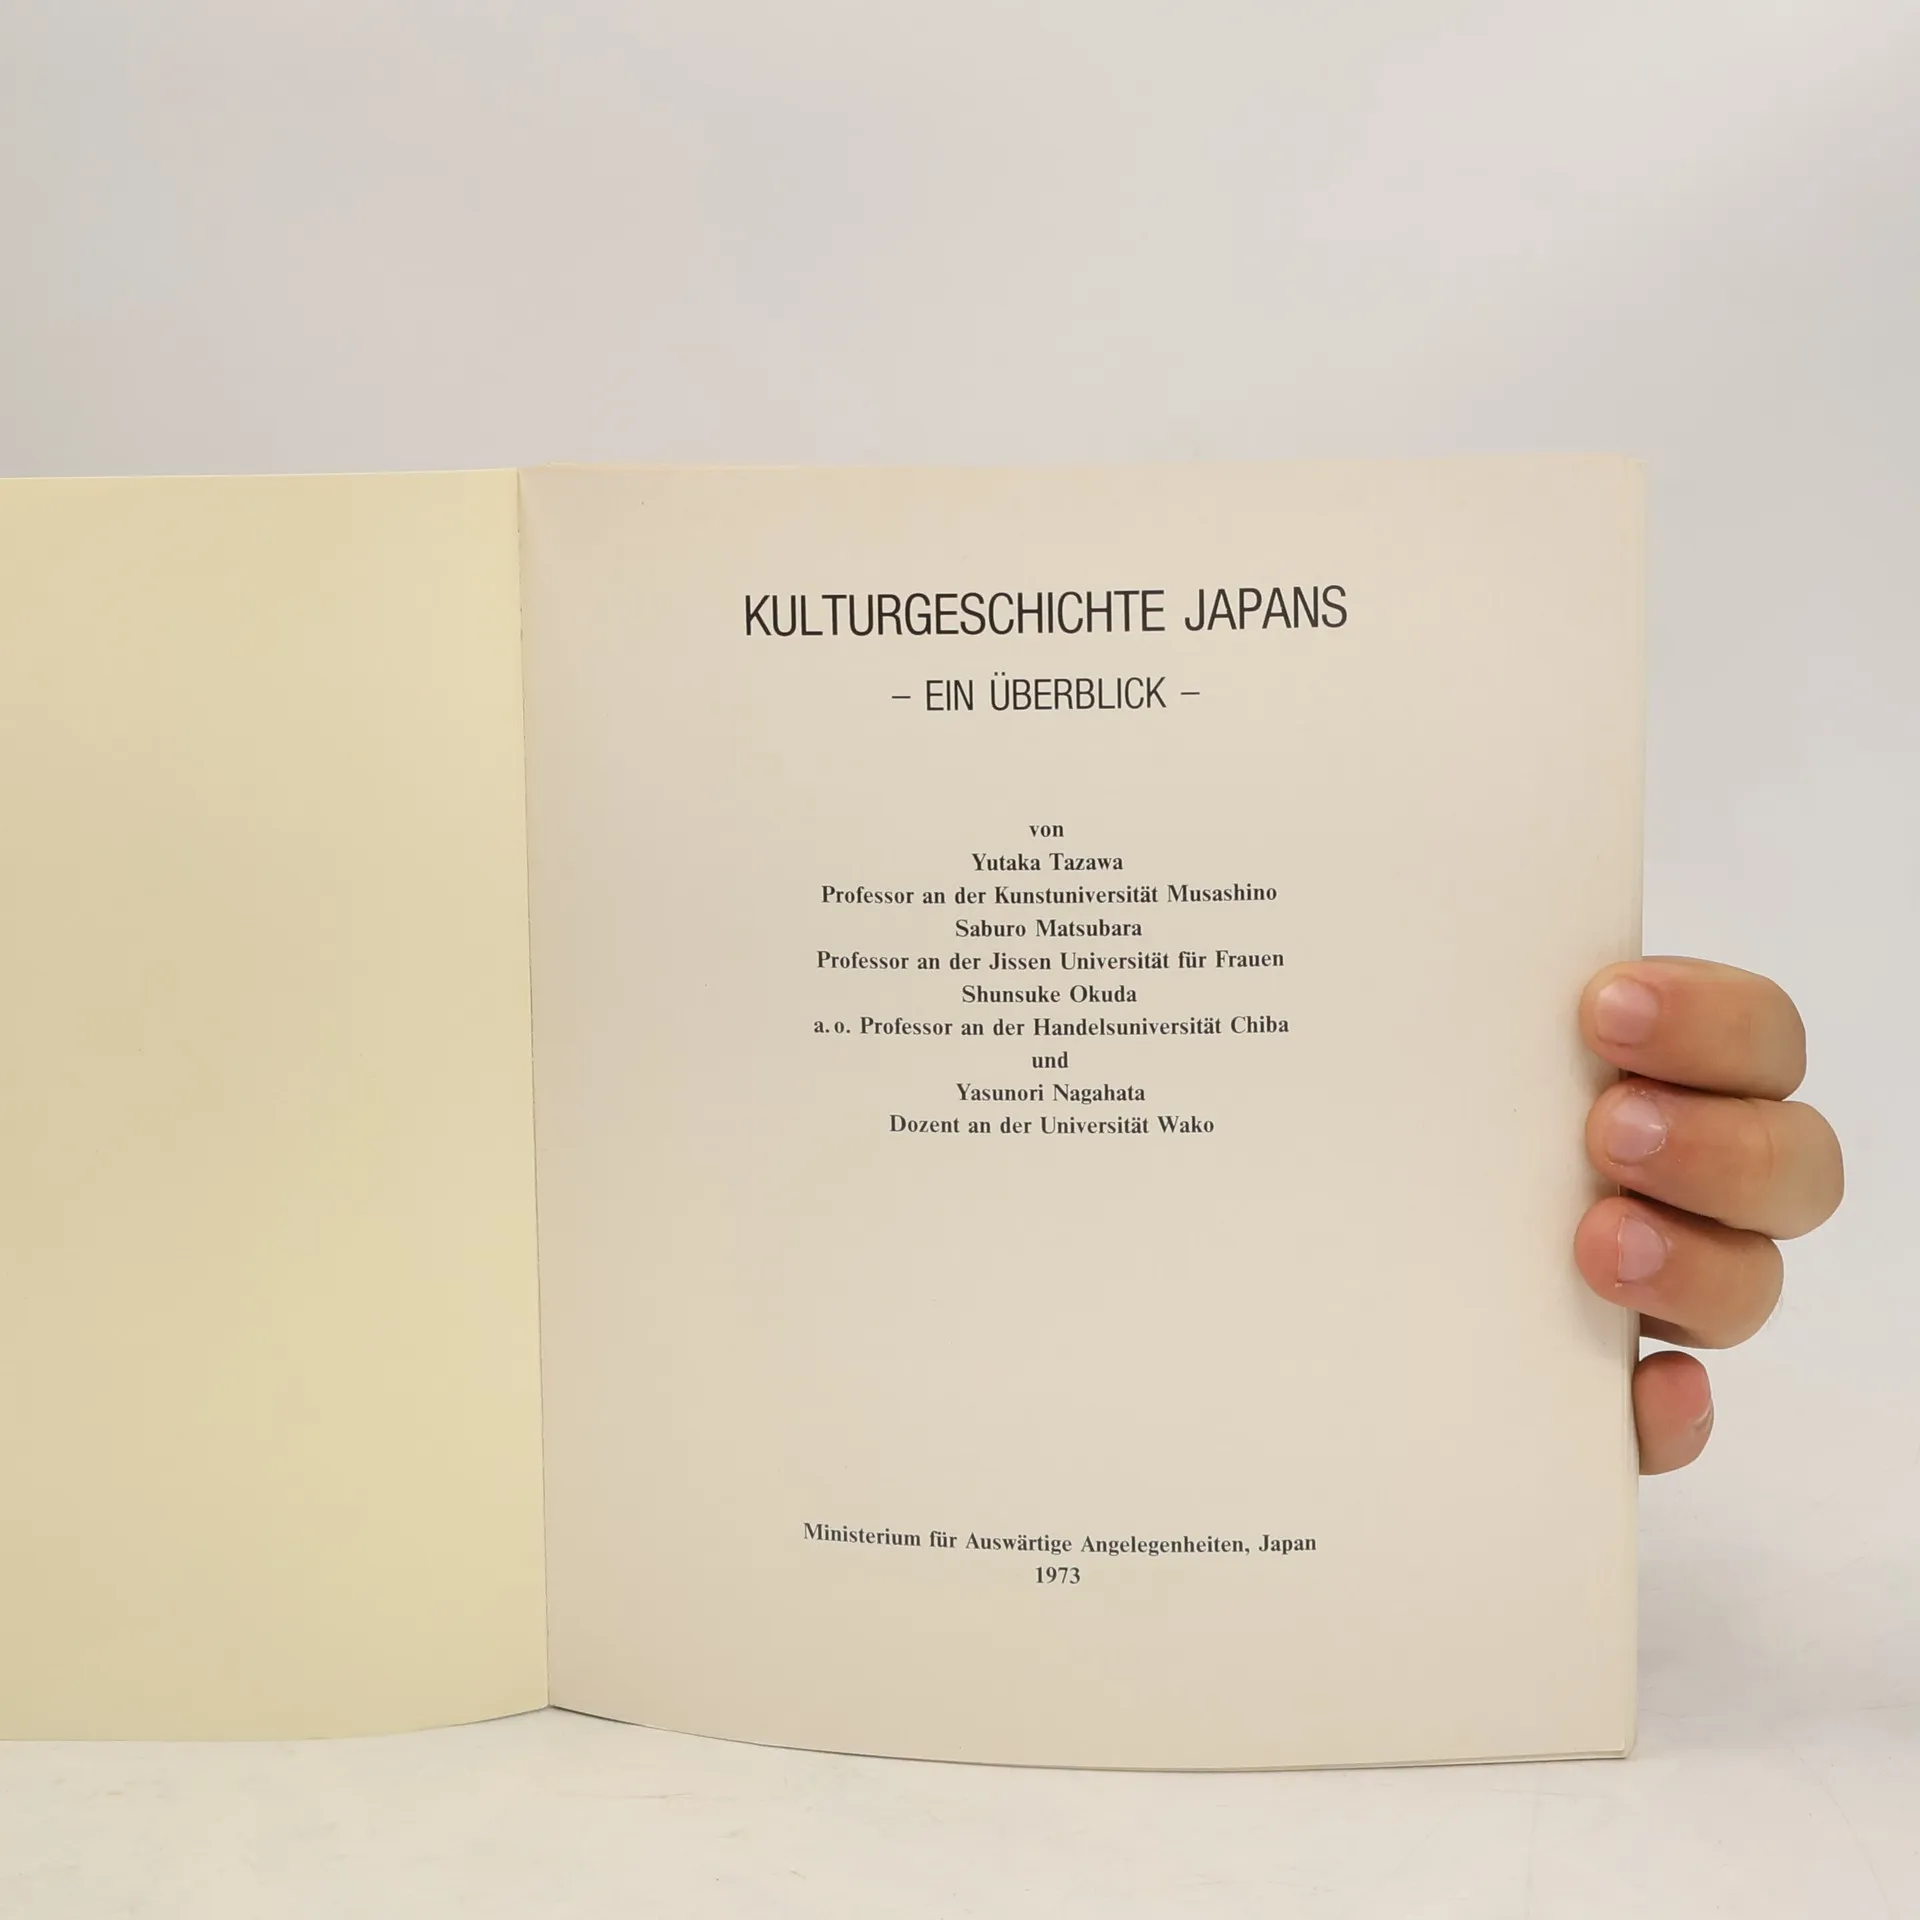 KULTURGESCHICHTE JAPANS
– EIN ÜBERBLICK –
von
Yutaka Tazawa
Professor an der Kunstuniversität Musashino
Saburo Matsubara
Professor an der Jissen Universität für Frauen
Shunsuke Okuda
a. o. Professor an der Handelsuniversität Chiba
und
Yasunori Nagahata
Dozent an der Universität Wako
Ministerium für Auswärtige Angelegenheiten, Japan
1973